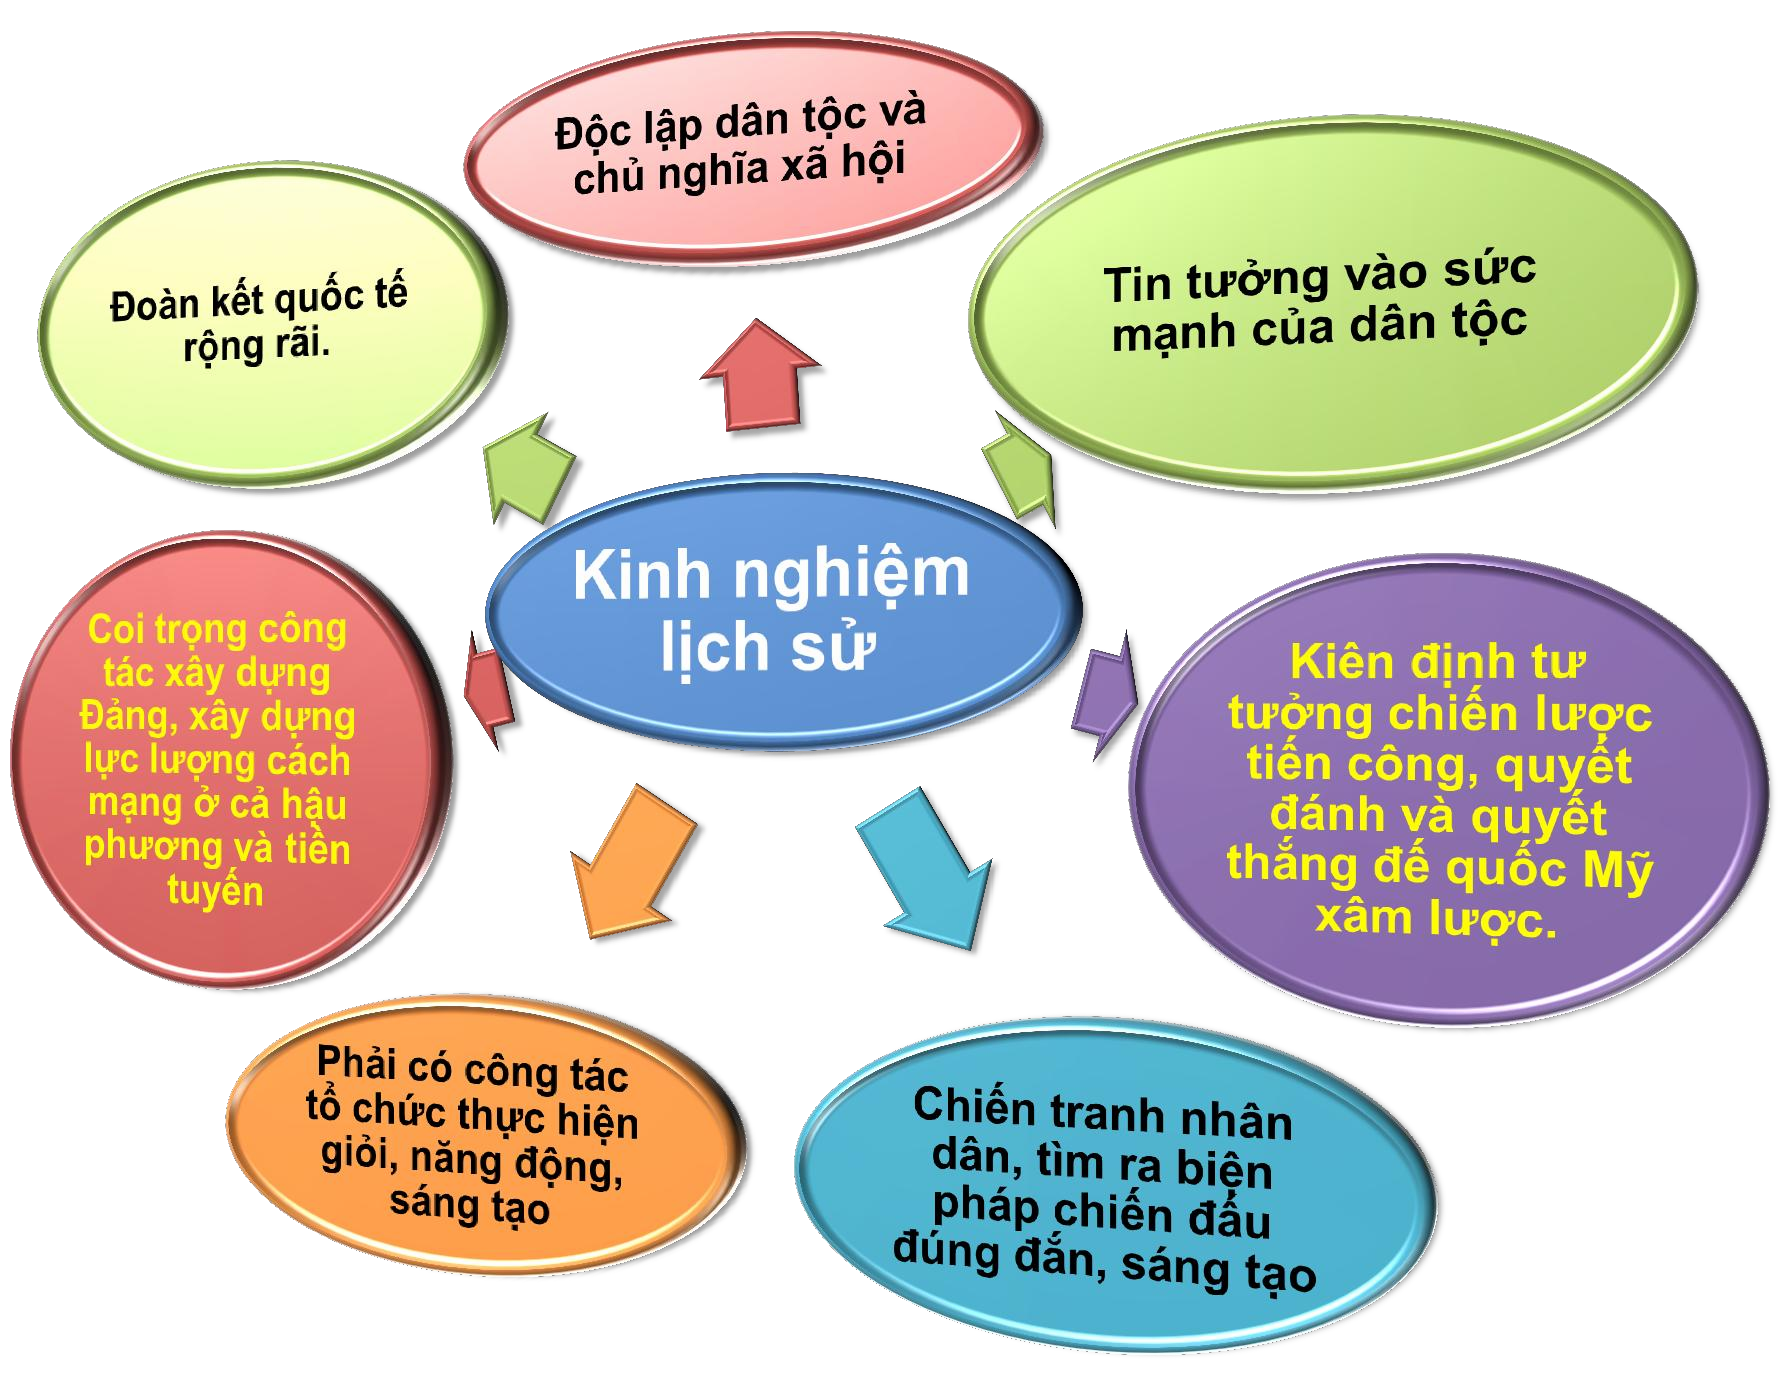 Độc lập dân tộc và
chủ nghĩa xã hội
Tin tưởng vào sức
mạnh của dân tộc
Đoàn kết quốc tế
rộng rãi.
Kinh nghiệm
lịch sử
Coi trọng công
tác xây dựng
Đảng, xây dựng
lực lượng cách
mạng ở cả hậu
phương và tiền
tuyến
Kiên định tư
tưởng chiến lược
tiến công, quyết
đánh và quyết
thắng đế quốc Mỹ
xâm lược.
Phải có công tác
tổ chức thực hiện
giỏi, năng động,
sáng tạo
Chiến tranh nhân
dân, tìm ra biện
pháp chiến đấu
đúng đắn, sáng tạo